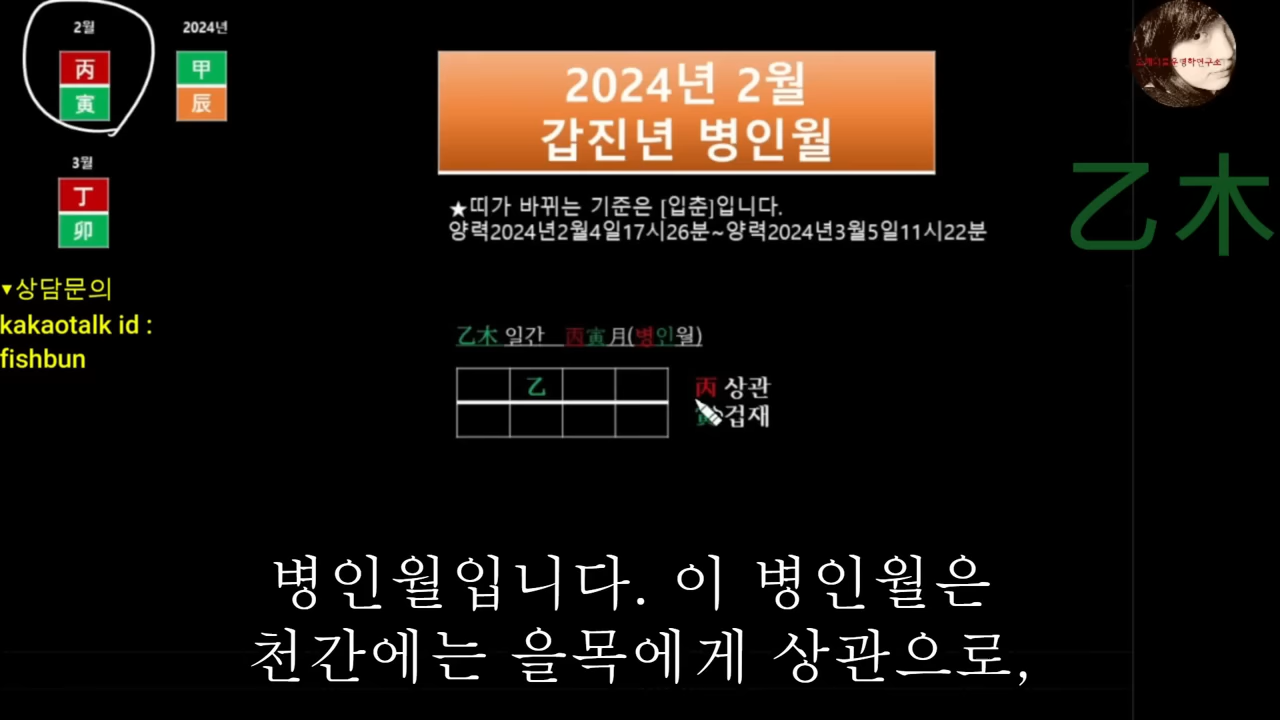 2월
丙
寅
2024년
甲
辰
3월
丁
卯
▼상담문의
kakaotalk id :
fishbun
2024년 2월
갑진년 병인월
★띠가 바뀌는 기준은 [입춘]입니다.
양력2024년2월4일17시26분~양력2024년3월5일11시22분
乙木
乙木 일간 丙寅月(병인월)
乙
丙 상관
겁재
병인월입니다. 이 병인월은
천간에는 을목에게 상관으로,